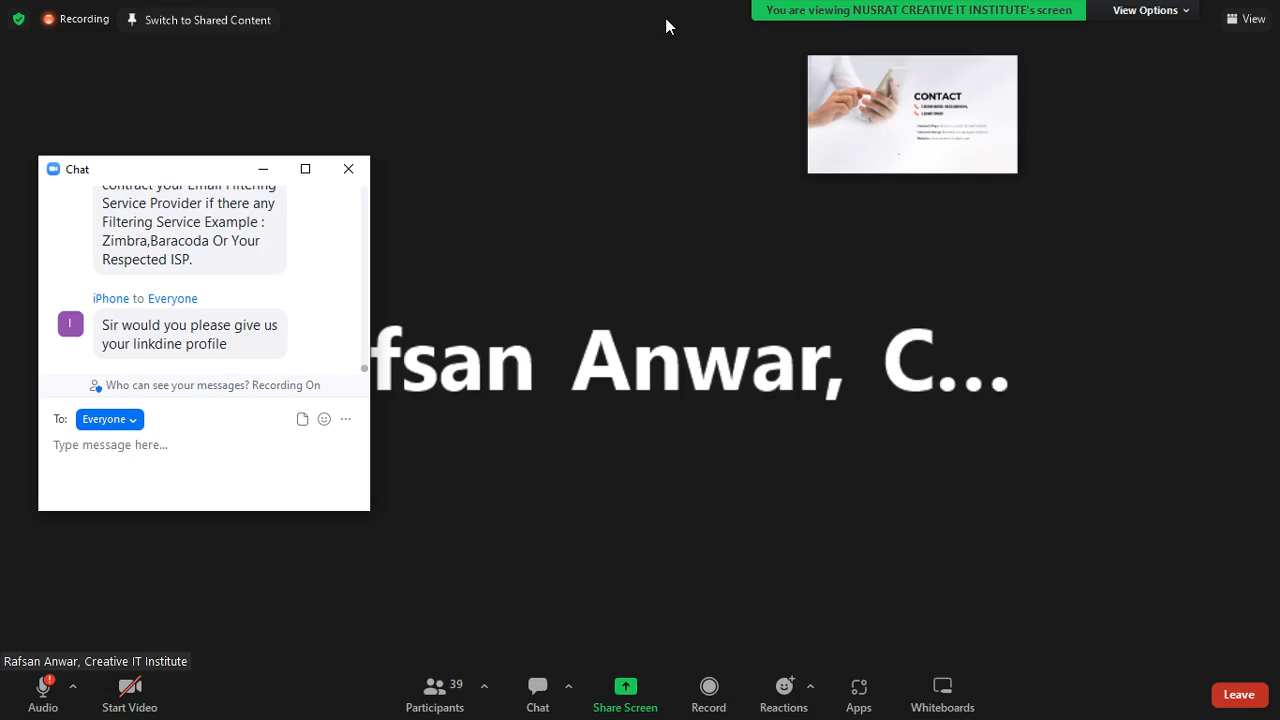 Recording
Switch to Shared Content
You are viewing NUSRAT CREATIVE IT INSTITUTE's screen
View Options
View
CONTACT
Chat
contract your Email Filtering
Service Provider if there any
Filtering Service Example :
Zimbra,Baracoda Or Your
Respected ISP.
iPhone to Everyone
I
Sir would you please give us
your linkdine profile
Who can see your messages? Recording On
To: Everyone
Type message here...
fsan Anwar, C...
Rafsan Anwar, Creative IT Institute
Audio
Start Video
39
Participants
Chat
Share Screen
Record
Reactions
Apps
Whiteboards
Leave